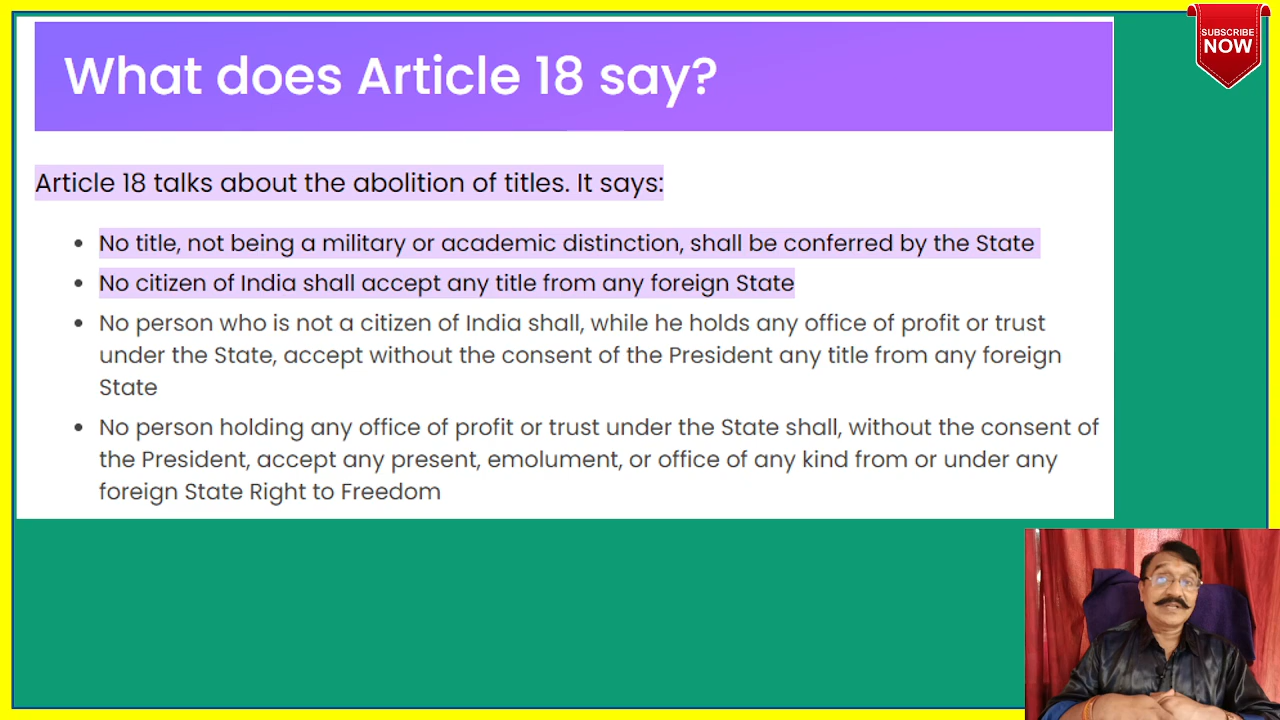 What does Article 18 say?
SUBSCRIBE
NOW
Article 18 talks about the abolition of titles. It says:
• No title, not being a military or academic distinction, shall be conferred by the State
• No citizen of India shall accept any title from any foreign State
• No person who is not a citizen of India shall, while he holds any office of profit or trust
under the State, accept without the consent of the President any title from any foreign
State
• No person holding any office of profit or trust under the State shall, without the consent of
the President, accept any present, emolument, or office of any kind from or under any
foreign State Right to Freedom